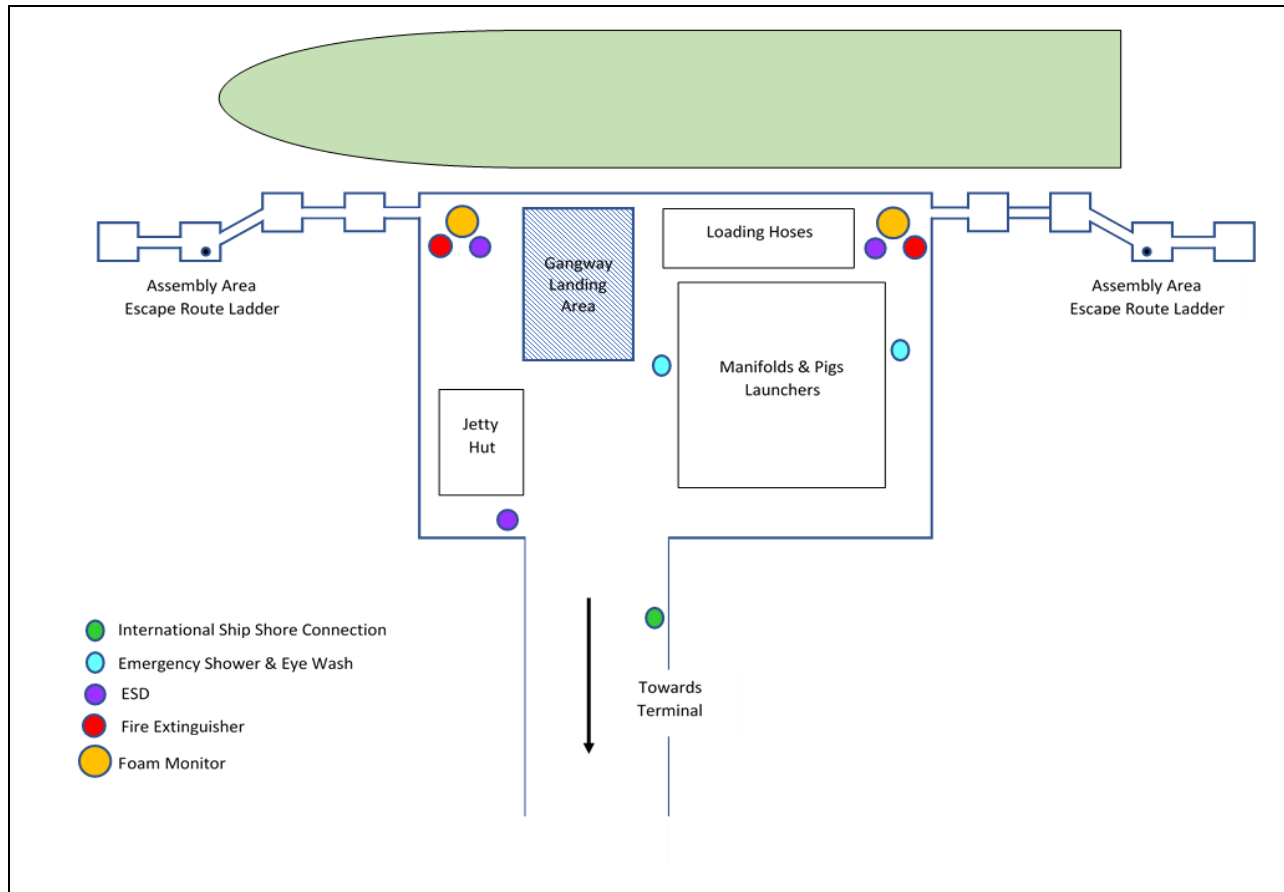 Loading Hoses
Gangway
Landing
Area
Assembly Area
Escape Route Ladder
Assembly Area
Escape Route Ladder
Manifolds & Pigs
Launchers
Jetty
Hut
International Ship Shore Connection
Emergency Shower & Eye Wash
ESD
Fire Extinguisher
Foam Monitor
Towards
Terminal